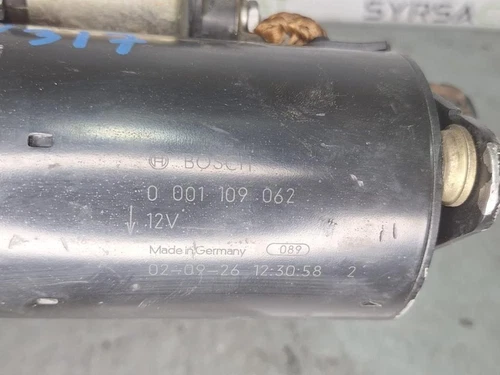 SYRSA
BOSCH
0 001 109 062
12V
Made in Germany 089
02-09-26 12:30:58 2